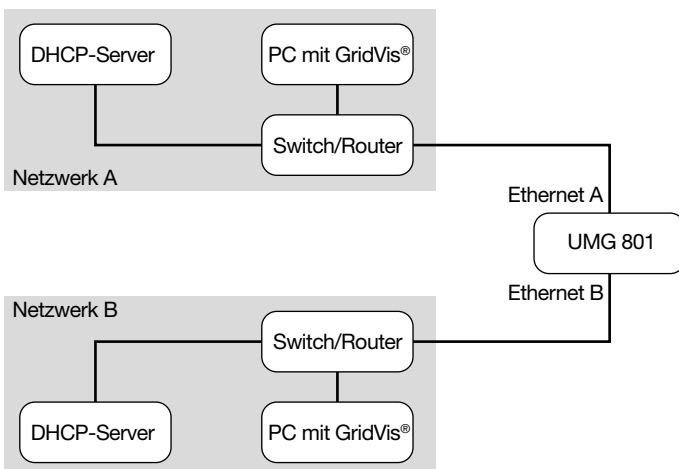 DHCP-Server
PC mit GridVis®
Switch/Router
Netzwerk A
Ethernet A
UMG 801
Ethernet B
Netzwerk B
Switch/Router
DHCP-Server
PC mit GridVis®